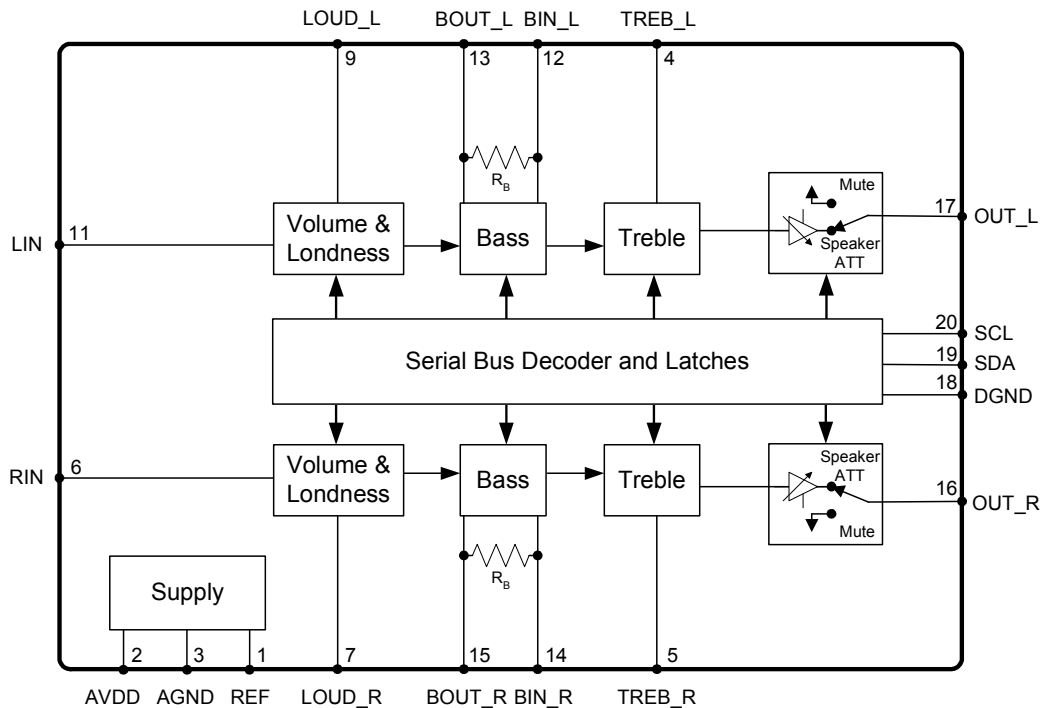 LOUD_L
BOUT_L
BIN_L
TREB_L
9
13
12
4
R_B
Volume &
Londness
Bass
Treble
Mute
Speaker
ATT
17
OUT_L
LIN
11
Serial Bus Decoder and Latches
20
SCL
19
SDA
18
DGND
RIN
6
Volume &
Londness
Bass
Treble
Speaker
ATT
Mute
16
OUT_R
R_B
Supply
2
3
1
7
15
14
5
AVDD
AGND
REF
LOUD_R
BOUT_R
BIN_R
TREB_R